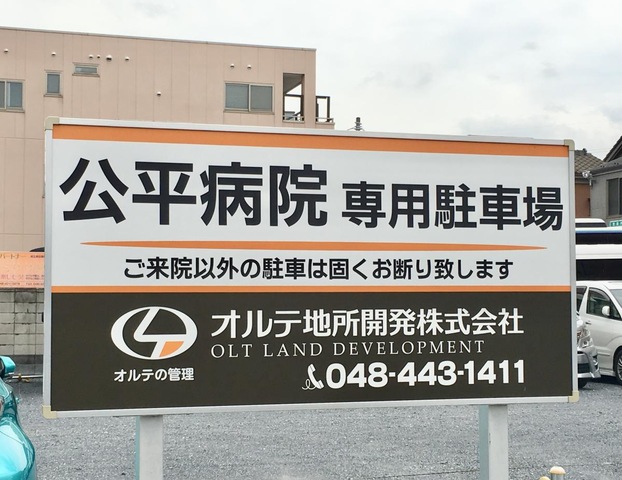 公平病院 専用駐車場
ご来院以外の駐車は固くお断り致します
オルテ地所開発株式会社
OLT LAND DEVELOPMENT
オルテの管理
048-443-1411